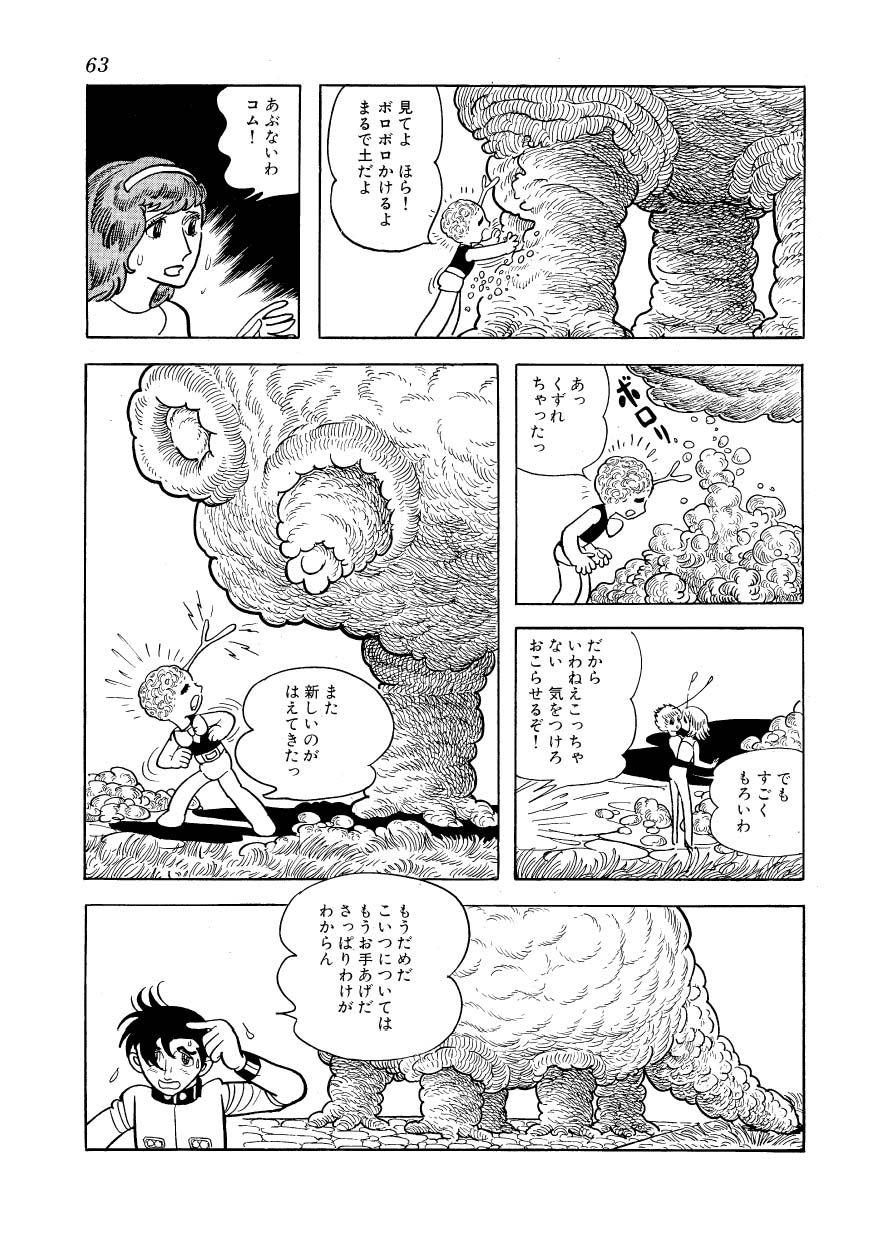 63
見てよ ほら！
ボロボロかけるよ
まるで土だよ
あぶないわ
コム！
あっ
くずれ
ちゃったっ
ボロッ
だから
いわねえこっちゃ
ない 気をつけろ
おこらせるぞ！
でも
すごく
もろいわ
また
新しいのが
はえてきたっ
もうだめだ
こいつについては
もうお手あげだ
さっぱりわけが
わからん